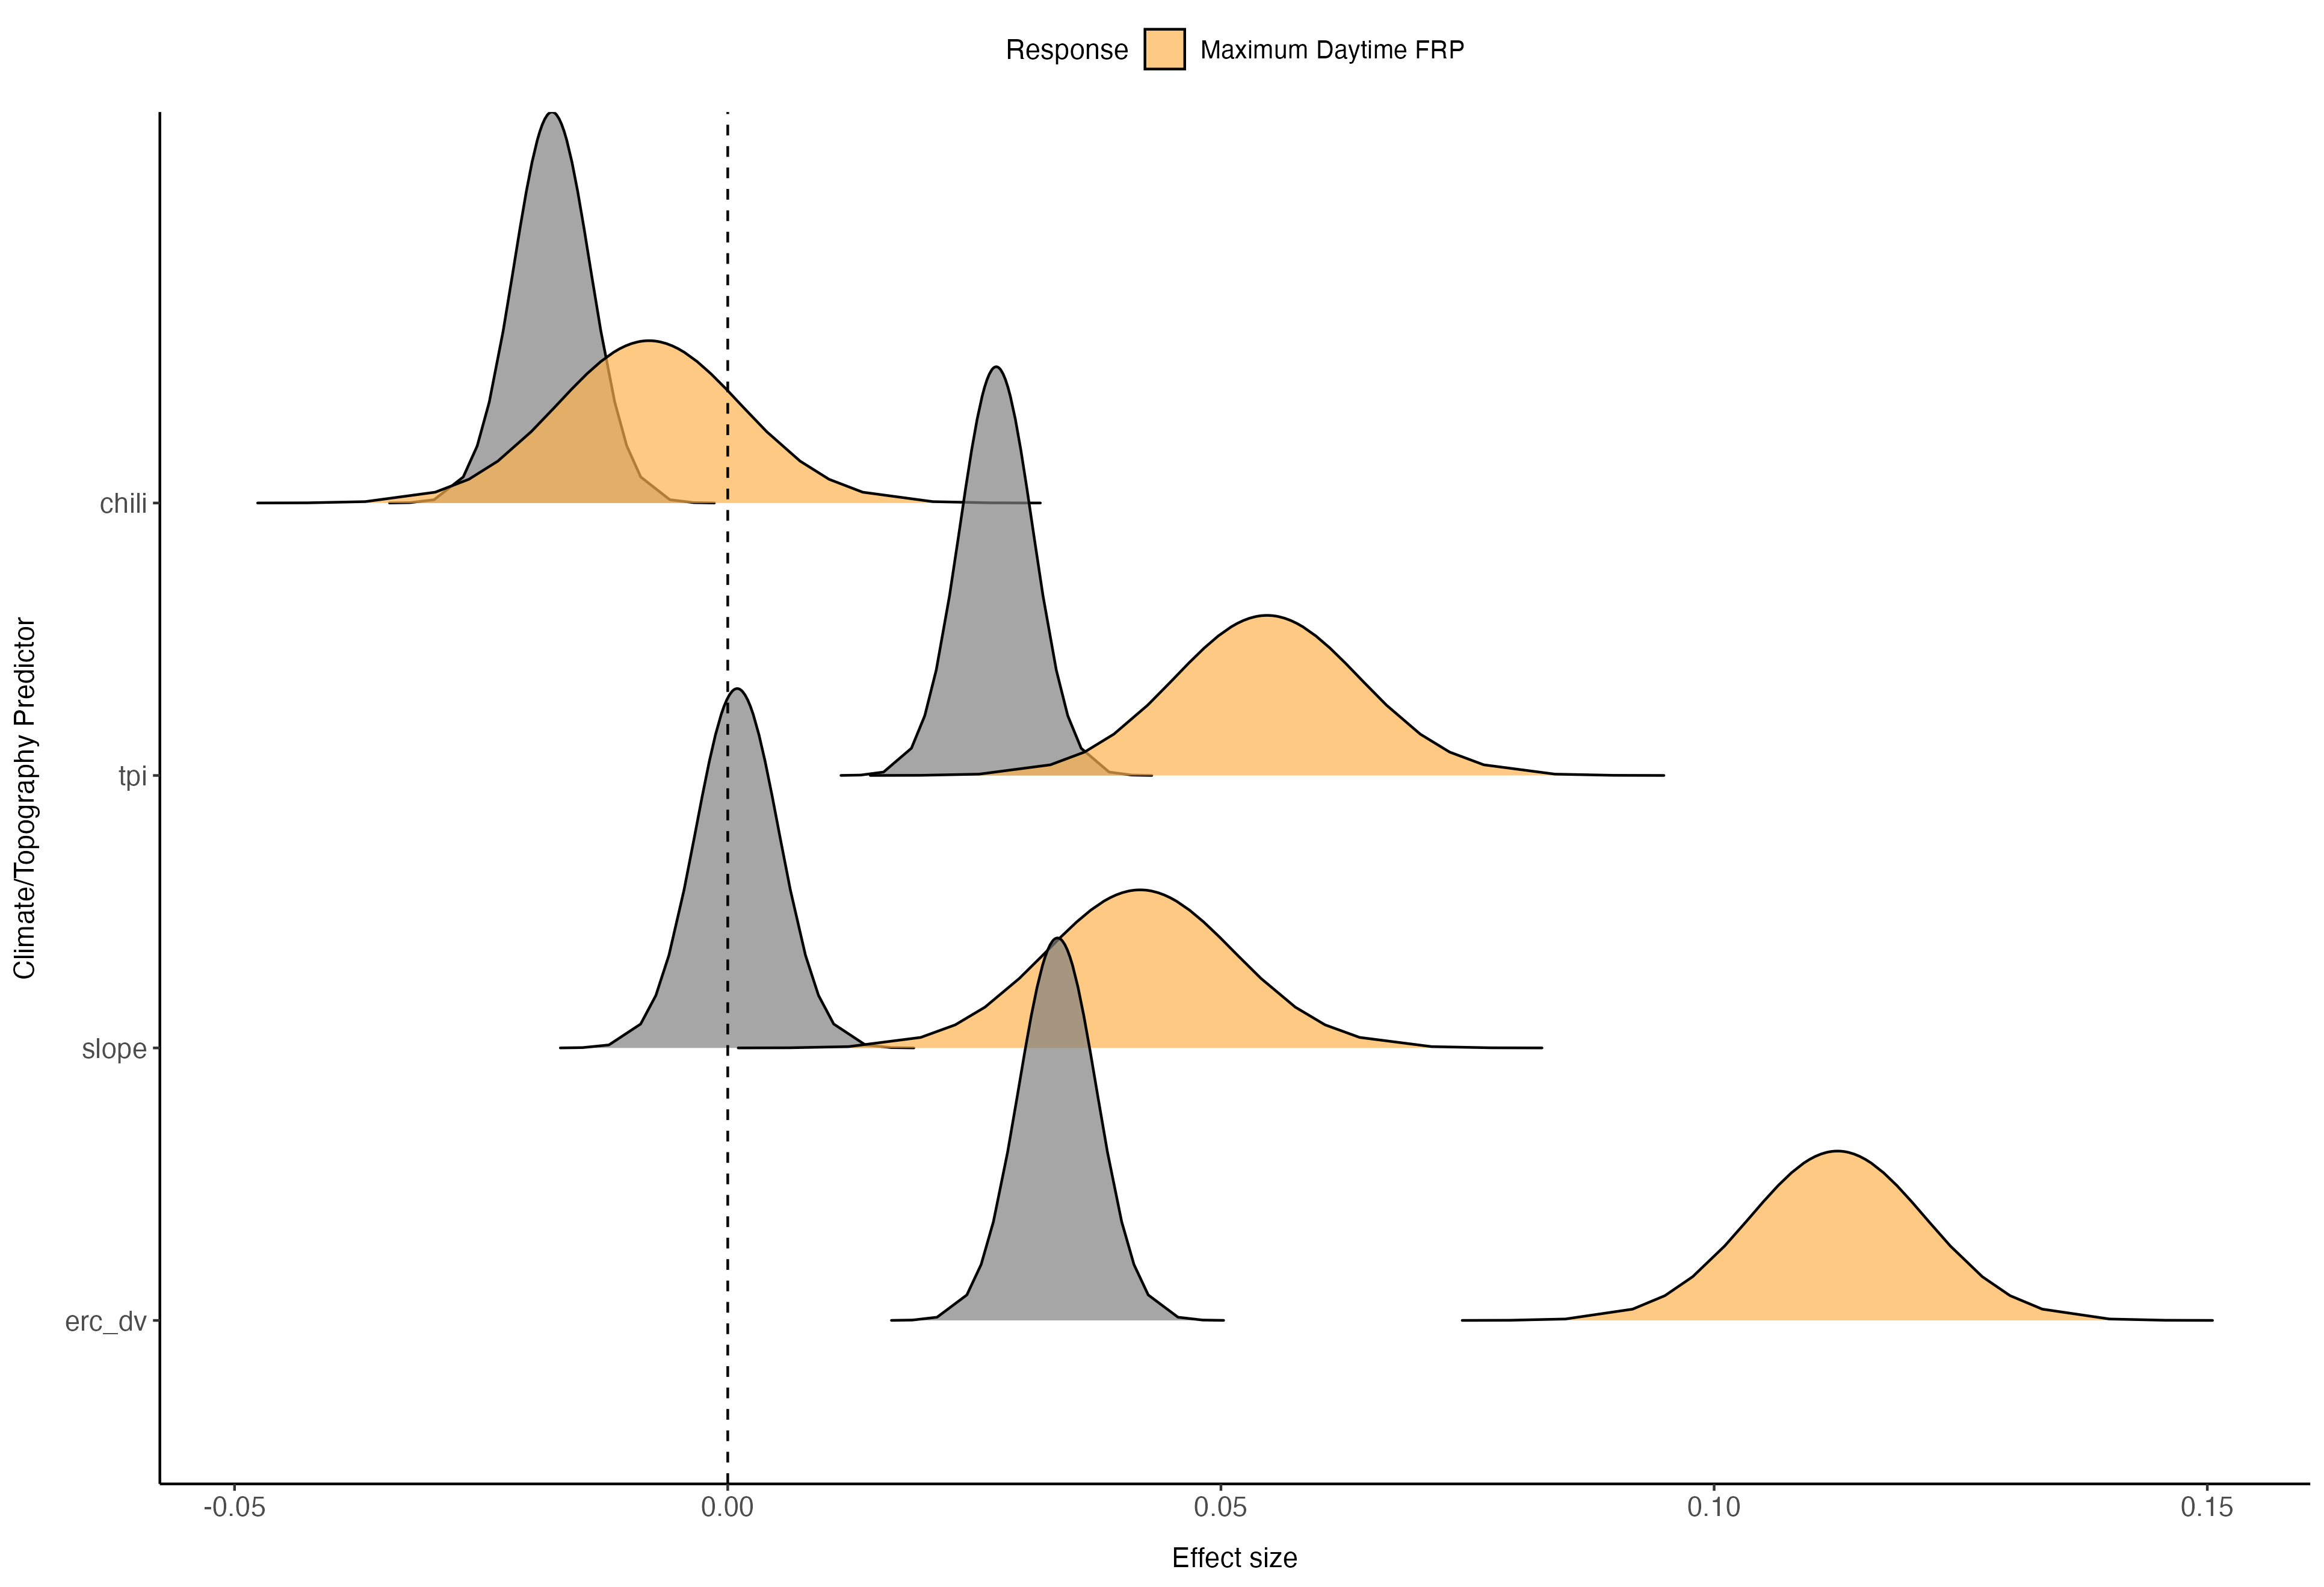 Response Maximum Daytime FRP
Climate/Topography Predictor
chili
tpi
slope
erc_dv
-0.05 0.00 0.05 0.10 0.15
Effect size